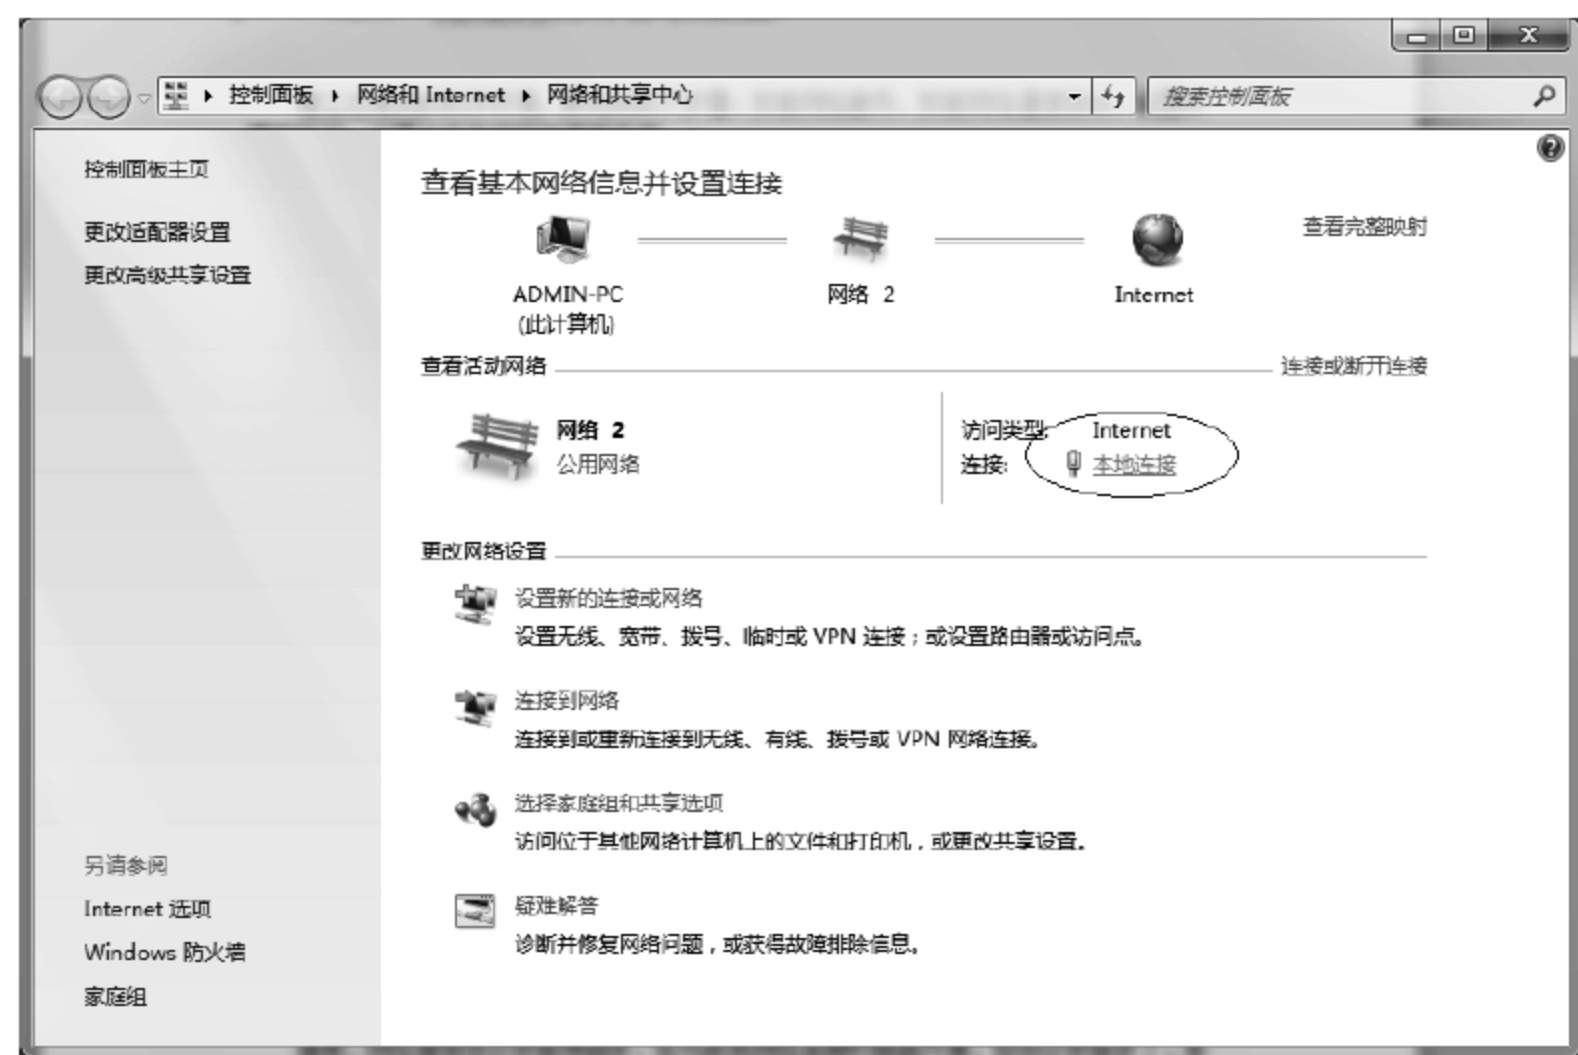 控制面板 网络和 Internet 网络和共享中心
搜索控制面板
控制面板主页
更改适配器设置
更改高级共享设置
查看基本网络信息并设置连接
查看完整映射
ADMIN-PC
(此计算机)
网络 2
Internet
查看活动网络
连接或断开连接
网络 2
公用网络
访问类型: Internet
连接: 本地连接
更改网络设置
设置新的连接或网络
设置无线、宽带、拨号、临时或 VPN 连接；或设置路由器或访问点。
连接到网络
连接到或重新连接到无线、有线、拨号或 VPN 网络连接。
选择家庭组和共享选项
访问位于其他网络计算机上的文件和打印机，或更改共享设置。
疑难解答
诊断并修复网络问题，或获得故障排除信息。
另请参阅
Internet 选项
Windows 防火墙
家庭组